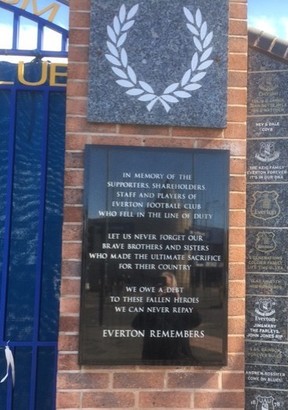 CLUB
IN MEMORY OF THE
SUPPORTERS, SHAREHOLDERS
STAFF AND PLAYERS OF
EVERTON FOOTBALL CLUB
WHO FELL IN THE LINE OF DUTY
LET US NEVER FORGET OUR
BRAVE BROTHERS AND SISTERS
WHO MADE THE ULTIMATE SACRIFICE
FOR THEIR COUNTRY
WE OWE A DEBT
TO THESE FALLEN HEROES
WE CAN NEVER REPAY
EVERTON REMEMBERS
Everton